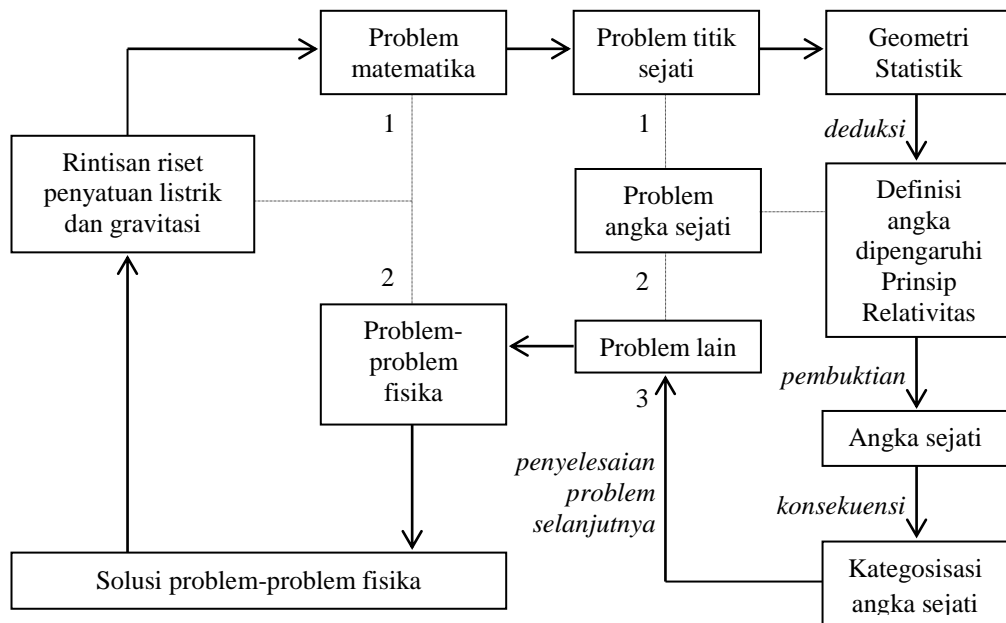 Problem
matematika
Problem titik
sejati
Geometri
Statistik
1
1
deduksi
Rintisan riset
penyatuan listrik
dan gravitasi
Problem
angka sejati
Definisi
angka
dipengaruhi
Prinsip
Relativitas
2
2
Problem-
problem
fisika
Problem lain
pembuktian
3
Angka sejati
penyelesaian
problem
selanjutnya
konsekuensi
Solusi problem-problem fisika
Kategosisasi
angka sejati